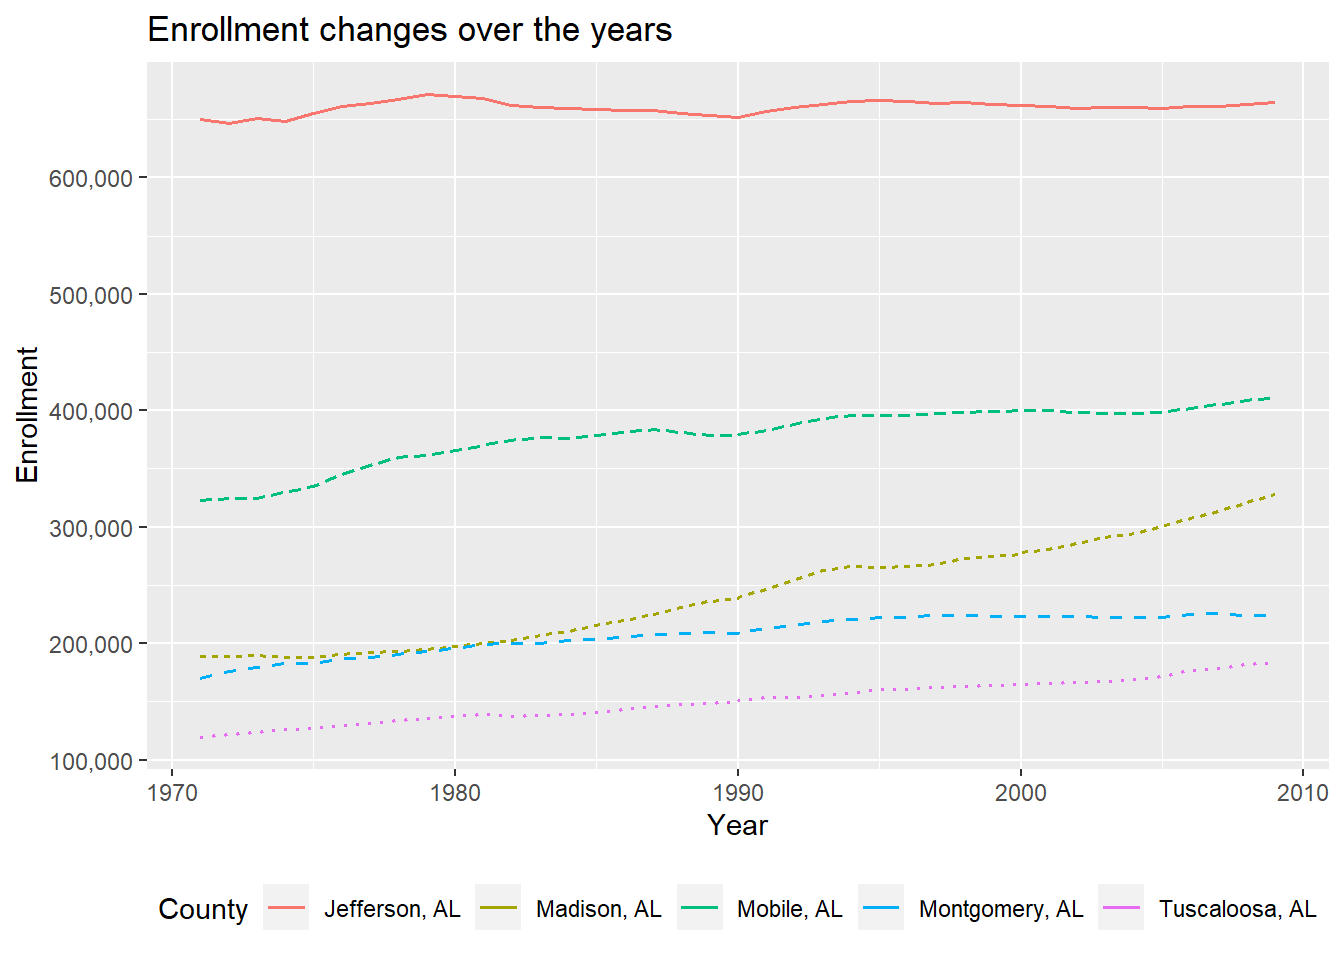 Enrollment changes over the years
600,000
500,000
400,000
300,000
200,000
100,000
Enrollment
1970 1980 1990 2000 2010
Year
County Jefferson, AL Madison, AL Mobile, AL Montgomery, AL Tuscaloosa, AL